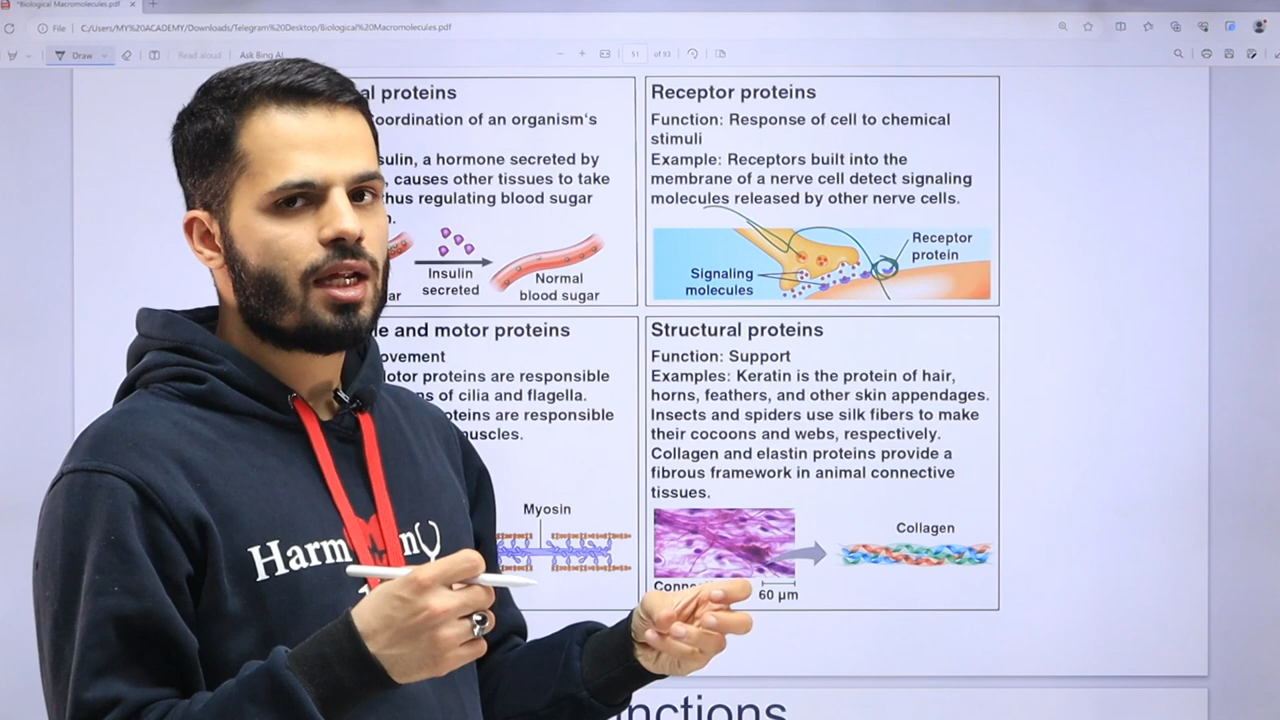 *Biological Macromolecules.pdf
File
C:/Users/MY%20ACADEMY/Downloads/Telegram%20Desktop/Biological%20Macromolecules.pdf
Draw
Read aloud
Ask Bing AI
51
of 93
al proteins
oordination of an organism's
sulin, a hormone secreted by
, causes other tissues to take
hus regulating blood sugar
n.
Insulin
secreted
ar
Normal
blood sugar
Receptor proteins
Function: Response of cell to chemical
stimuli
Example: Receptors built into the
membrane of a nerve cell detect signaling
molecules released by other nerve cells.
Receptor
protein
Signaling
molecules
le and motor proteins
ovement
otor proteins are responsible
ns of cilia and flagella.
oteins are responsible
muscles.
Myosin
Structural proteins
Function: Support
Examples: Keratin is the protein of hair,
horns, feathers, and other skin appendages.
Insects and spiders use silk fibers to make
their cocoons and webs, respectively.
Collagen and elastin proteins provide a
fibrous framework in animal connective
tissues.
Collagen
Conne
60 μm
Harm ny
nctions